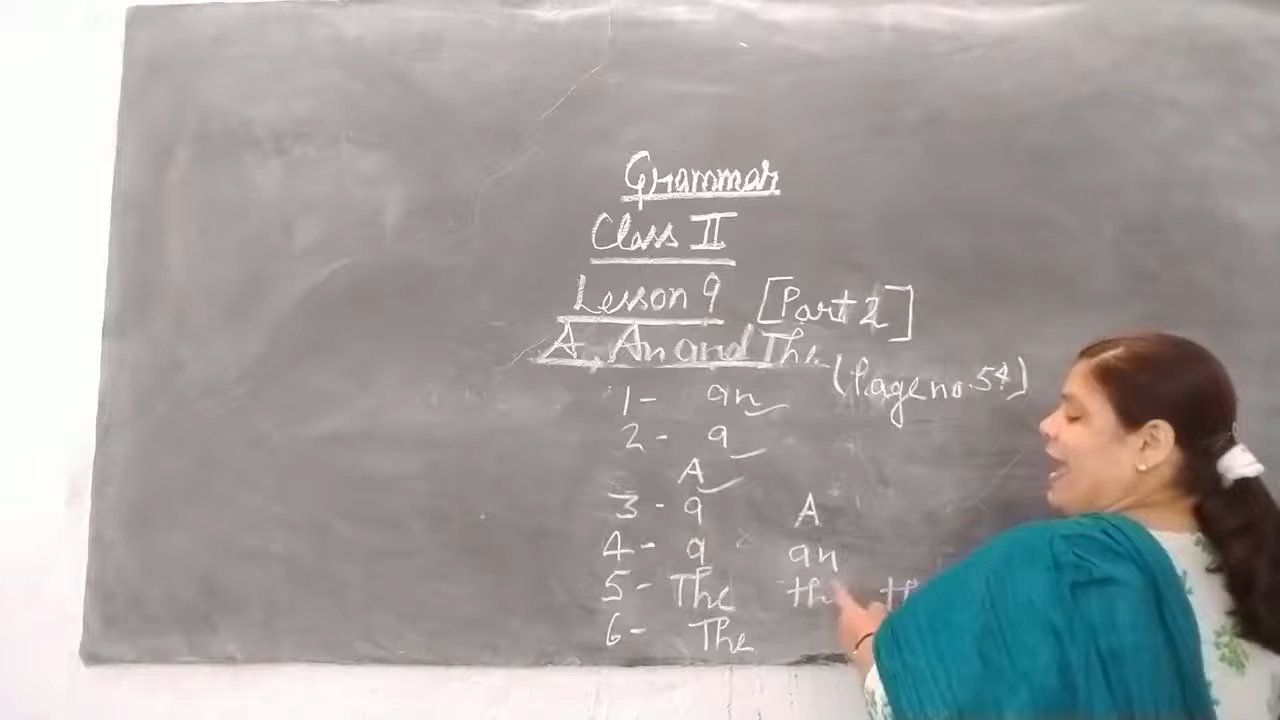 Grammar
Class II
Lesson 9 [Part 2]
A, An and The
(Page no. 54)
1- an
2- a
A
3- a A
4- a an
5- The
6- The